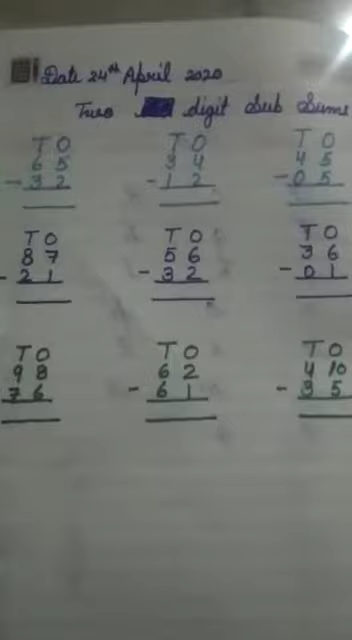 Date 24th April 2020
Two digit Sub Sums
T O T O T O
6 5 3 4 4 5
- 3 2 - 1 2 - 0 5
T O T O T O
8 7 5 6 3 6
- 2 1 - 3 2 - 0 1
T O T O T O
9 8 6 2 4 10
7 6 - 6 1 - 3 5